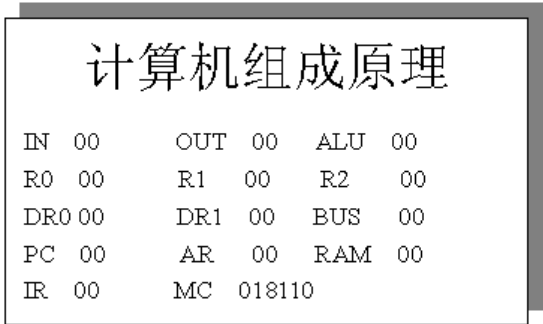 计算机组成原理
IN 00 OUT 00 ALU 00
R0 00 R1 00 R2 00
DR0 00 DR1 00 BUS 00
PC 00 AR 00 RAM 00
IR 00 MC 018110